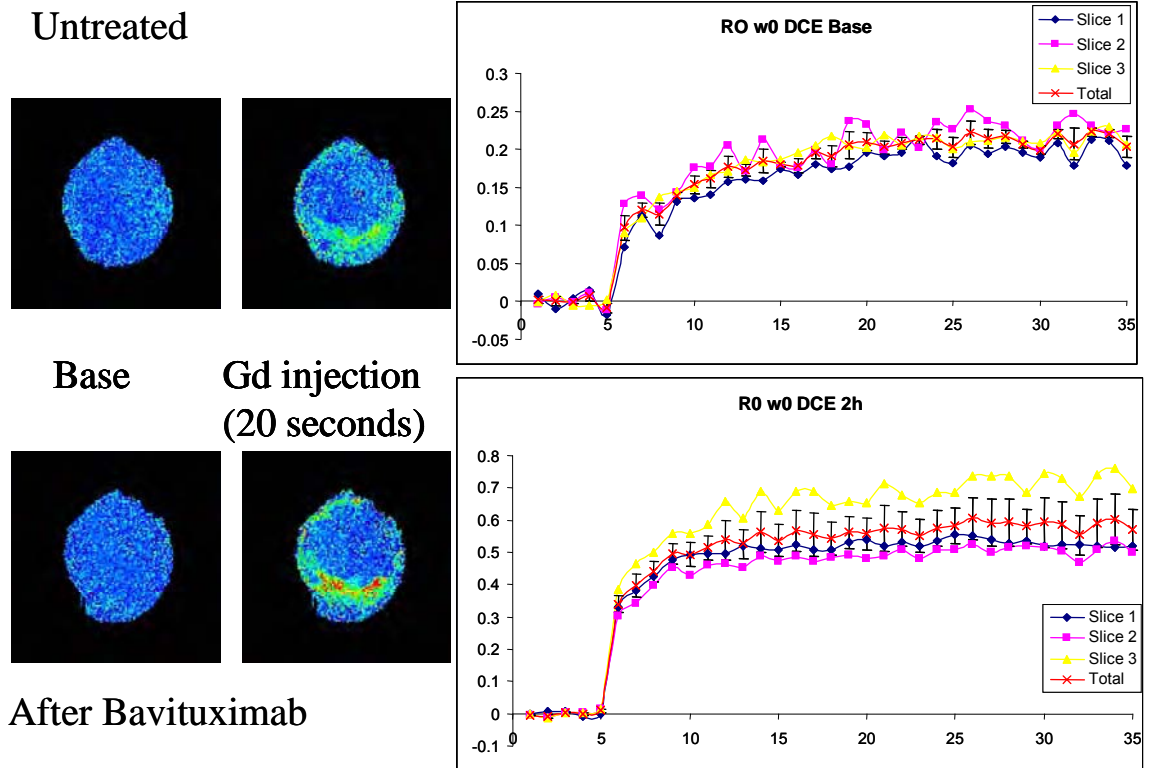 Untreated
Base
Gd injection
(20 seconds)
After Bavituximab
RO w0 DCE Base
Slice 1
Slice 2
Slice 3
Total
0.3
0.25
0.2
0.15
0.1
0.05
0
-0.05
0 5 10 15 20 25 30 35
R0 w0 DCE 2h
0.8
0.7
0.6
0.5
0.4
0.3
0.2
0.1
0
-0.1
0 5 10 15 20 25 30 35
Slice 1
Slice 2
Slice 3
Total